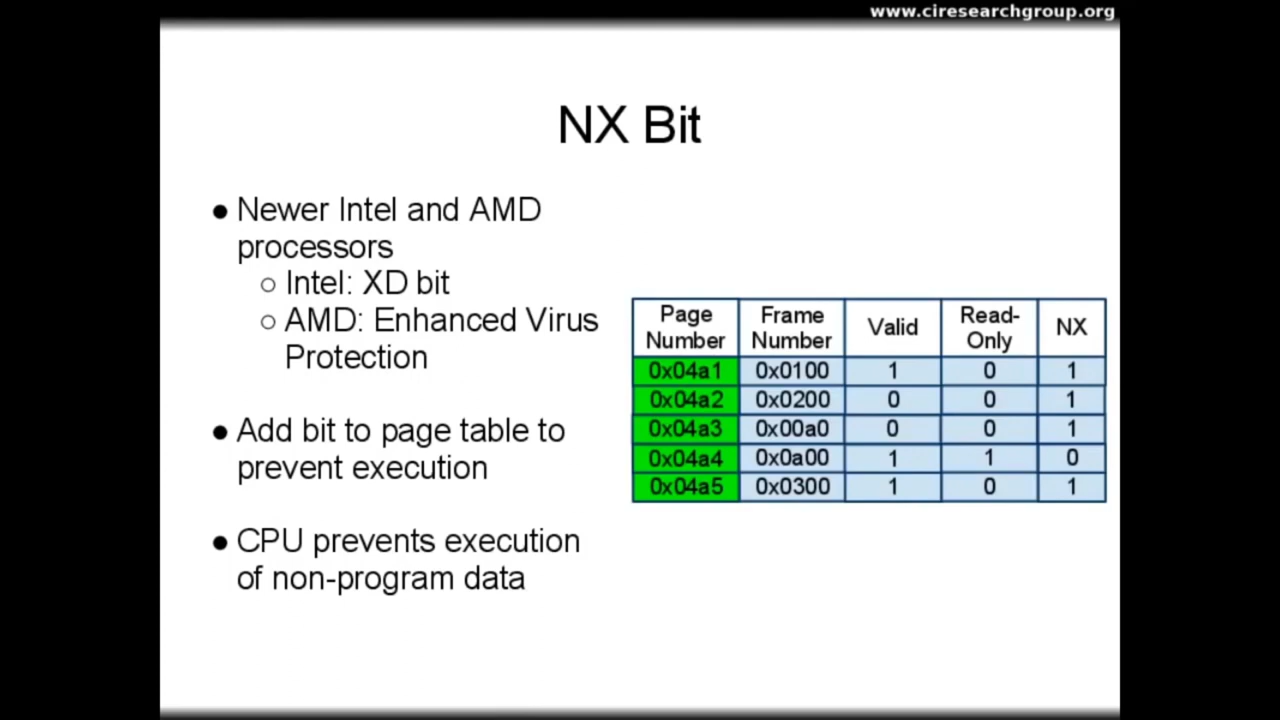 www.ciresearchgroup.org
NX Bit
● Newer Intel and AMD
processors
○ Intel: XD bit
○ AMD: Enhanced Virus
Protection
● Add bit to page table to
prevent execution
● CPU prevents execution
of non-program data
Page Number Frame Number Valid Read-Only NX
0x04a1 0x0100 1 0 1
0x04a2 0x0200 0 0 1
0x04a3 0x00a0 0 0 1
0x04a4 0x0a00 1 1 0
0x04a5 0x0300 1 0 1